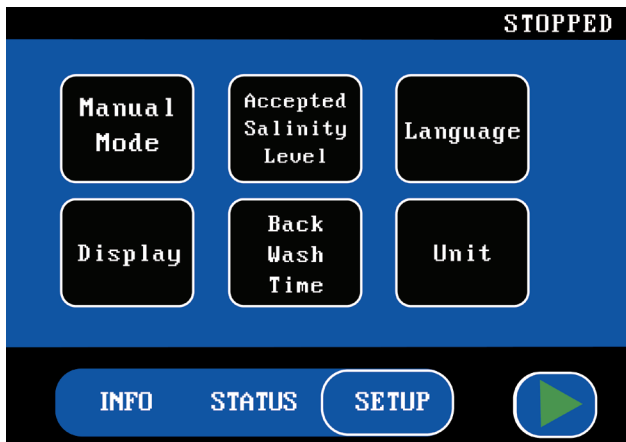 STOPPED
Manual
Mode
Accepted
Salinity
Level
Language
Display
Back
Wash
Time
Unit
INFO
STATUS
SETUP